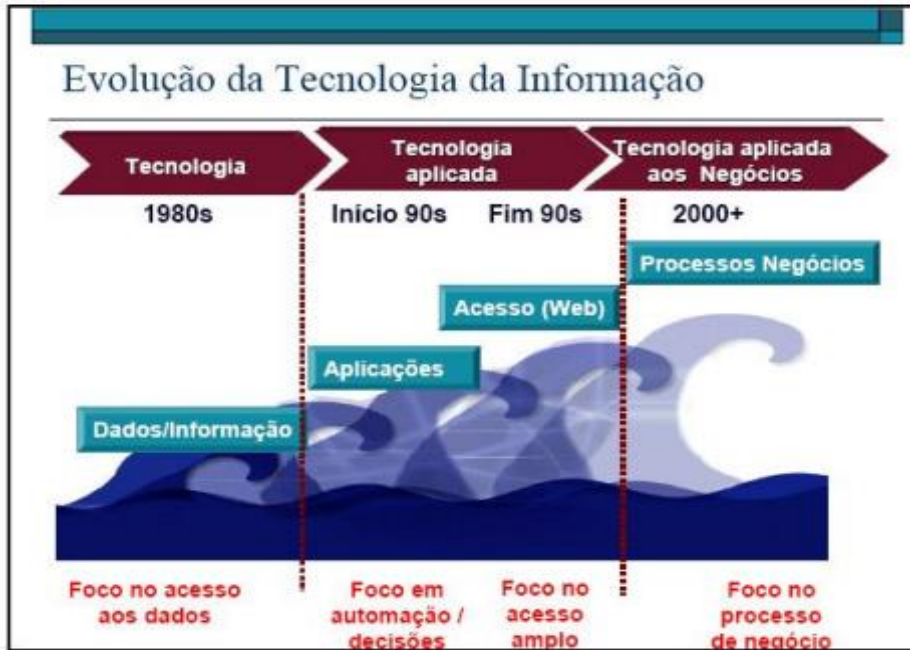 Evolução da Tecnologia da Informação
Tecnologia
Tecnologia
aplicada
Tecnologia aplicada
aos Negócios
1980s
Início 90s
Fim 90s
2000+
Processos Negócios
Acesso (Web)
Aplicações
Dados/Informação
Foco no acesso
aos dados
Foco em
automação /
decisões
Foco no
acesso
amplo
Foco no
processo
de negócio